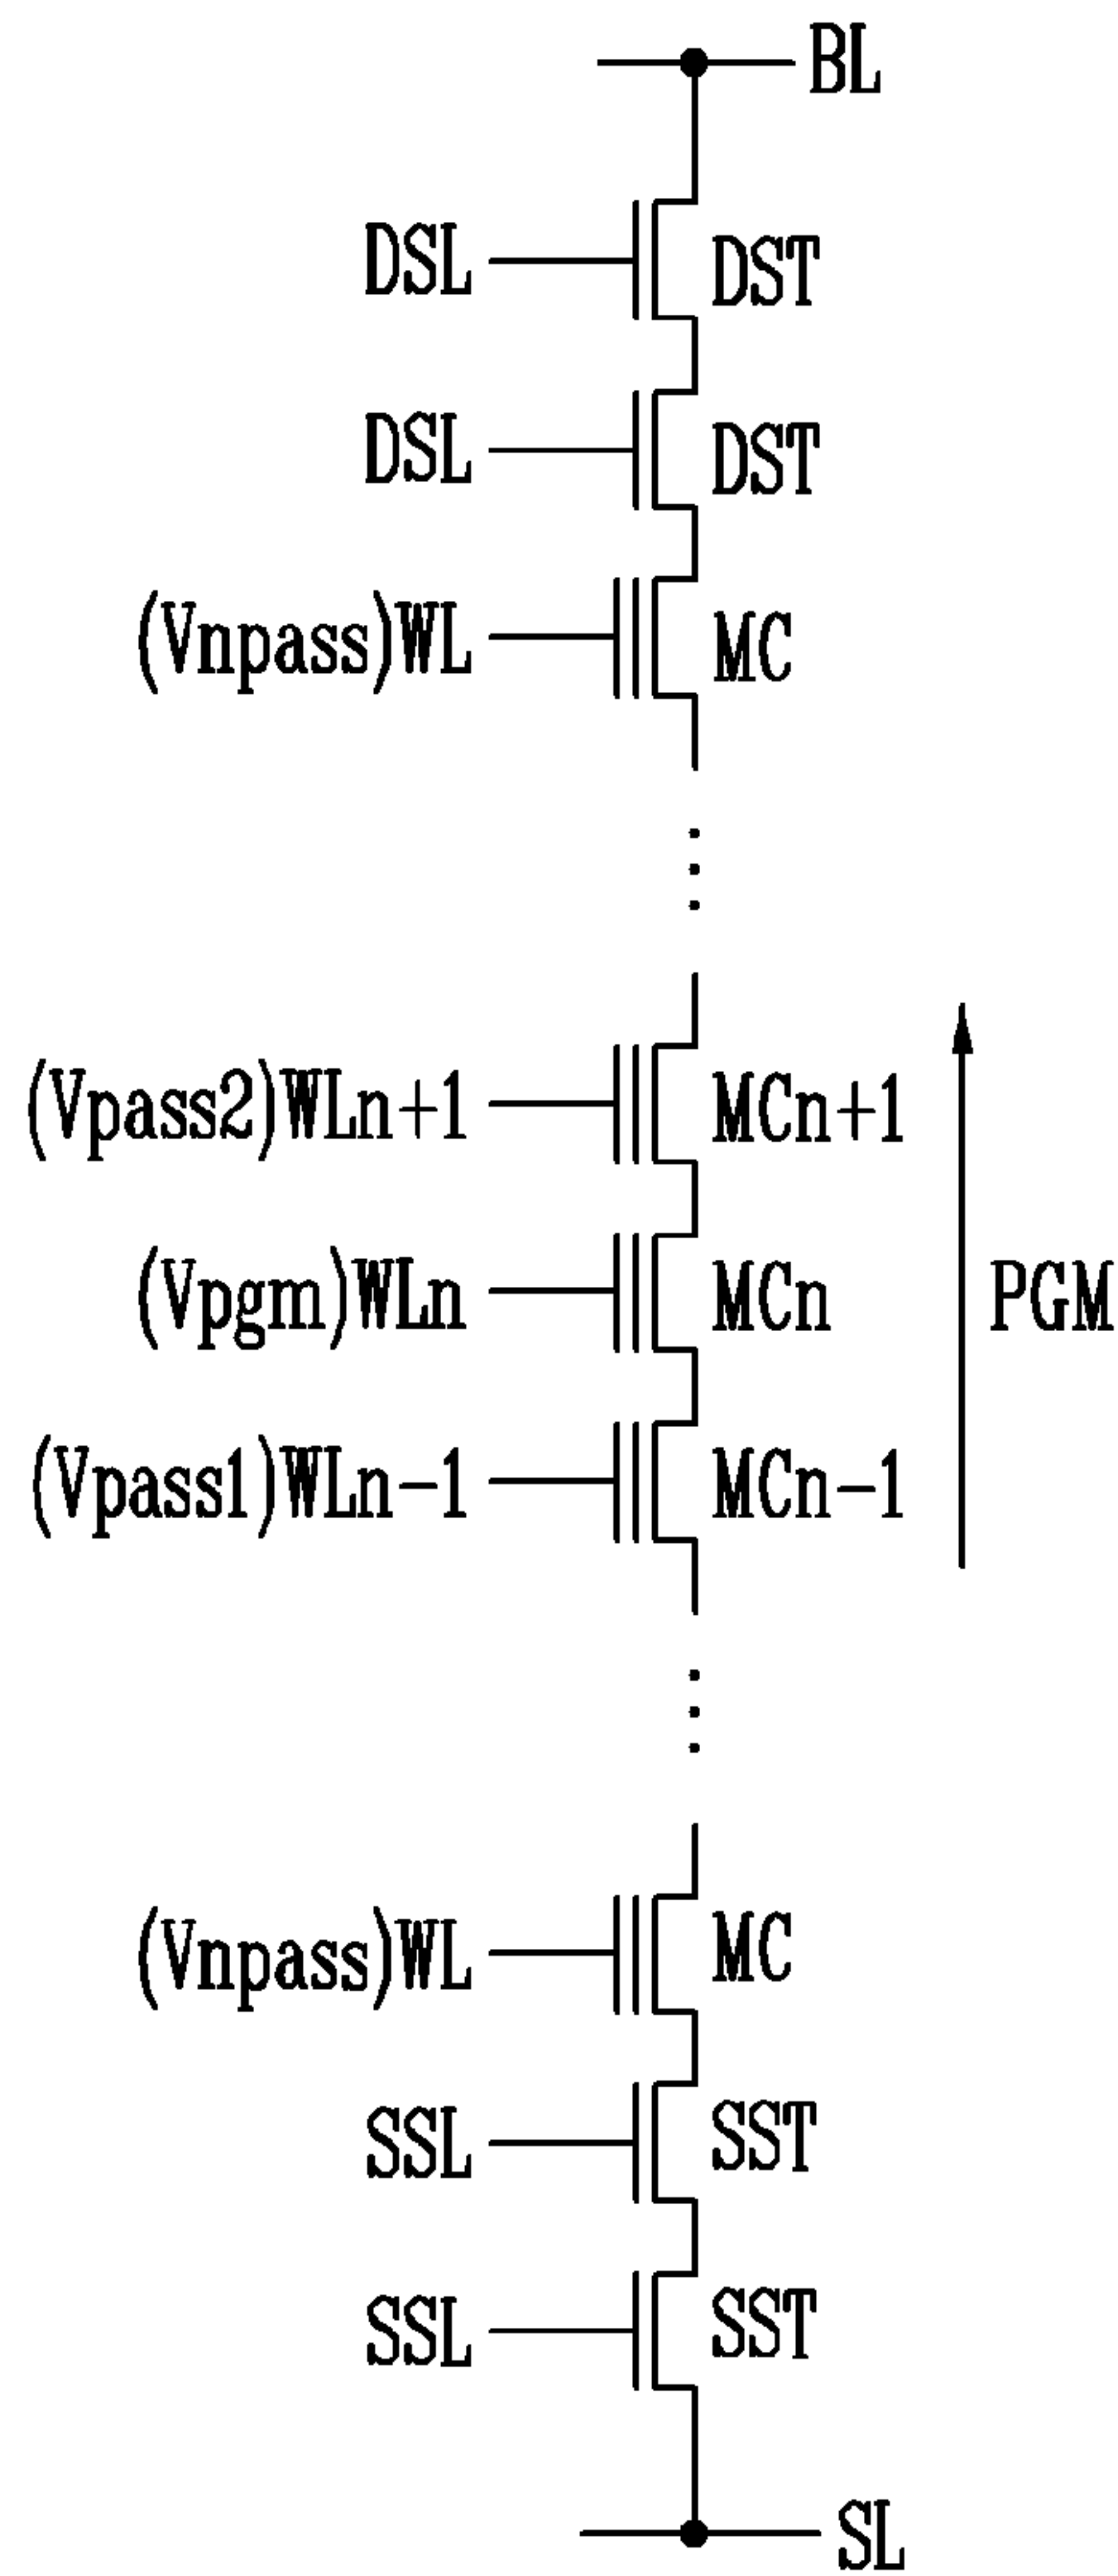 BL
DSL DST
DSL DST
(Vnpass)WL MC
(Vpass2)WLn+1 MCn+1
(Vpgm)WLn MCn PGM
(Vpass1)WLn-1 MCn-1
(Vnpass)WL MC
SSL SST
SSL SST
SL